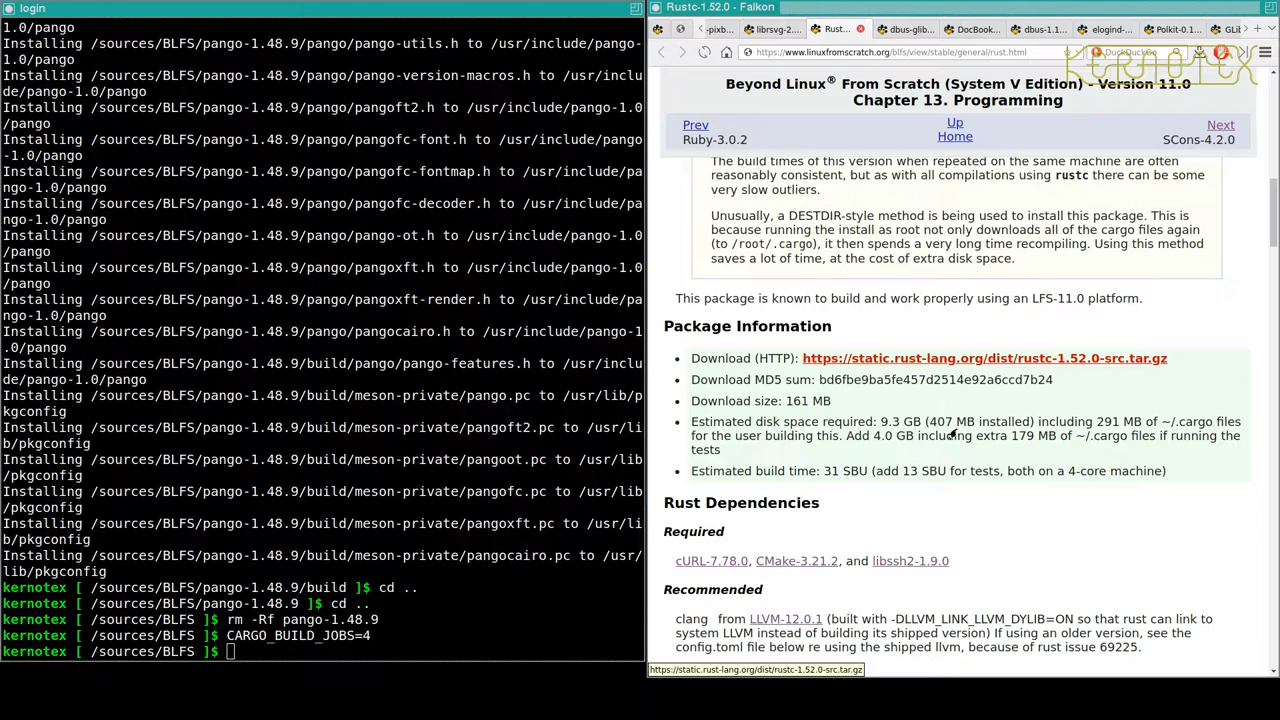 login
1.0/pango
Installing /sources/BLFS/pango-1.48.9/pango/pango-utils.h to /usr/include/pango-
1.0/pango
Installing /sources/BLFS/pango-1.48.9/pango/pango-version-macros.h to /usr/inclu
de/pango-1.0/pango
Installing /sources/BLFS/pango-1.48.9/pango/pangoft2.h to /usr/include/pango-1.0
/pango
Installing /sources/BLFS/pango-1.48.9/pango/pangofc-font.h to /usr/include/pango
-1.0/pango
Installing /sources/BLFS/pango-1.48.9/pango/pangofc-fontmap.h to /usr/include/pa
ngo-1.0/pango
Installing /sources/BLFS/pango-1.48.9/pango/pangofc-decoder.h to /usr/include/pa
ngo-1.0/pango
Installing /sources/BLFS/pango-1.48.9/pango/pango-ot.h to /usr/include/pango-1.0
/pango
Installing /sources/BLFS/pango-1.48.9/pango/pangoxft.h to /usr/include/pango-1.0
/pango
Installing /sources/BLFS/pango-1.48.9/pango/pangoxft-render.h to /usr/include/pa
ngo-1.0/pango
Installing /sources/BLFS/pango-1.48.9/pango/pangocairo.h to /usr/include/pango-1
.0/pango
Installing /sources/BLFS/pango-1.48.9/build/pango/pango-features.h to /usr/inclu
de/pango-1.0/pango
Installing /sources/BLFS/pango-1.48.9/build/meson-private/pango.pc to /usr/lib/p
kgconfig
Installing /sources/BLFS/pango-1.48.9/build/meson-private/pangoft2.pc to /usr/li
b/pkgconfig
Installing /sources/BLFS/pango-1.48.9/build/meson-private/pangoot.pc to /usr/lib
/pkgconfig
Installing /sources/BLFS/pango-1.48.9/build/meson-private/pangofc.pc to /usr/lib
/pkgconfig
Installing /sources/BLFS/pango-1.48.9/build/meson-private/pangoxft.pc to /usr/li
b/pkgconfig
Installing /sources/BLFS/pango-1.48.9/build/meson-private/pangocairo.pc to /usr/
lib/pkgconfig
kernotex [ /sources/BLFS/pango-1.48.9/build ]$ cd ..
kernotex [ /sources/BLFS/pango-1.48.9 ]$ cd ..
kernotex [ /sources/BLFS ]$ rm -Rf pango-1.48.9
kernotex [ /sources/BLFS ]$ CARGO_BUILD_JOBS=4
kernotex [ /sources/BLFS ]$
Rustc-1.52.0 - Falkon
-pixb... librsvg-2.... Rust... dbus-glib... DocBook... dbus-1.1... elogind-... Polkit-0.1... GLib
https://www.linuxfromscratch.org/blfs/view/stable/general/rust.html DuckDuckGo
KERNOTEX
Beyond Linux® From Scratch (System V Edition) - Version 11.0
Chapter 13. Programming
Prev Up Next
Ruby-3.0.2 Home SCons-4.2.0
The build times of this version when repeated on the same machine are often
reasonably consistent, but as with all compilations using rustc there can be some
very slow outliers.
Unusually, a DESTDIR-style method is being used to install this package. This is
because running the install as root not only downloads all of the cargo files again
(to /root/.cargo), it then spends a very long time recompiling. Using this method
saves a lot of time, at the cost of extra disk space.
This package is known to build and work properly using an LFS-11.0 platform.
Package Information
• Download (HTTP): https://static.rust-lang.org/dist/rustc-1.52.0-src.tar.gz
• Download MD5 sum: bd6fbe9ba5fe457d2514e92a6ccd7b24
• Download size: 161 MB
• Estimated disk space required: 9.3 GB (407 MB installed) including 291 MB of ~/.cargo files
for the user building this. Add 4.0 GB including extra 179 MB of ~/.cargo files if running the
tests
• Estimated build time: 31 SBU (add 13 SBU for tests, both on a 4-core machine)
Rust Dependencies
Required
cURL-7.78.0, CMake-3.21.2, and libssh2-1.9.0
Recommended
clang from LLVM-12.0.1 (built with -DLLVM_LINK_LLVM_DYLIB=ON so that rust can link to
system LLVM instead of building its shipped version) If using an older version, see the
config.toml file below re using the shipped llvm, because of rust issue 69225.
https://static.rust-lang.org/dist/rustc-1.52.0-src.tar.gz